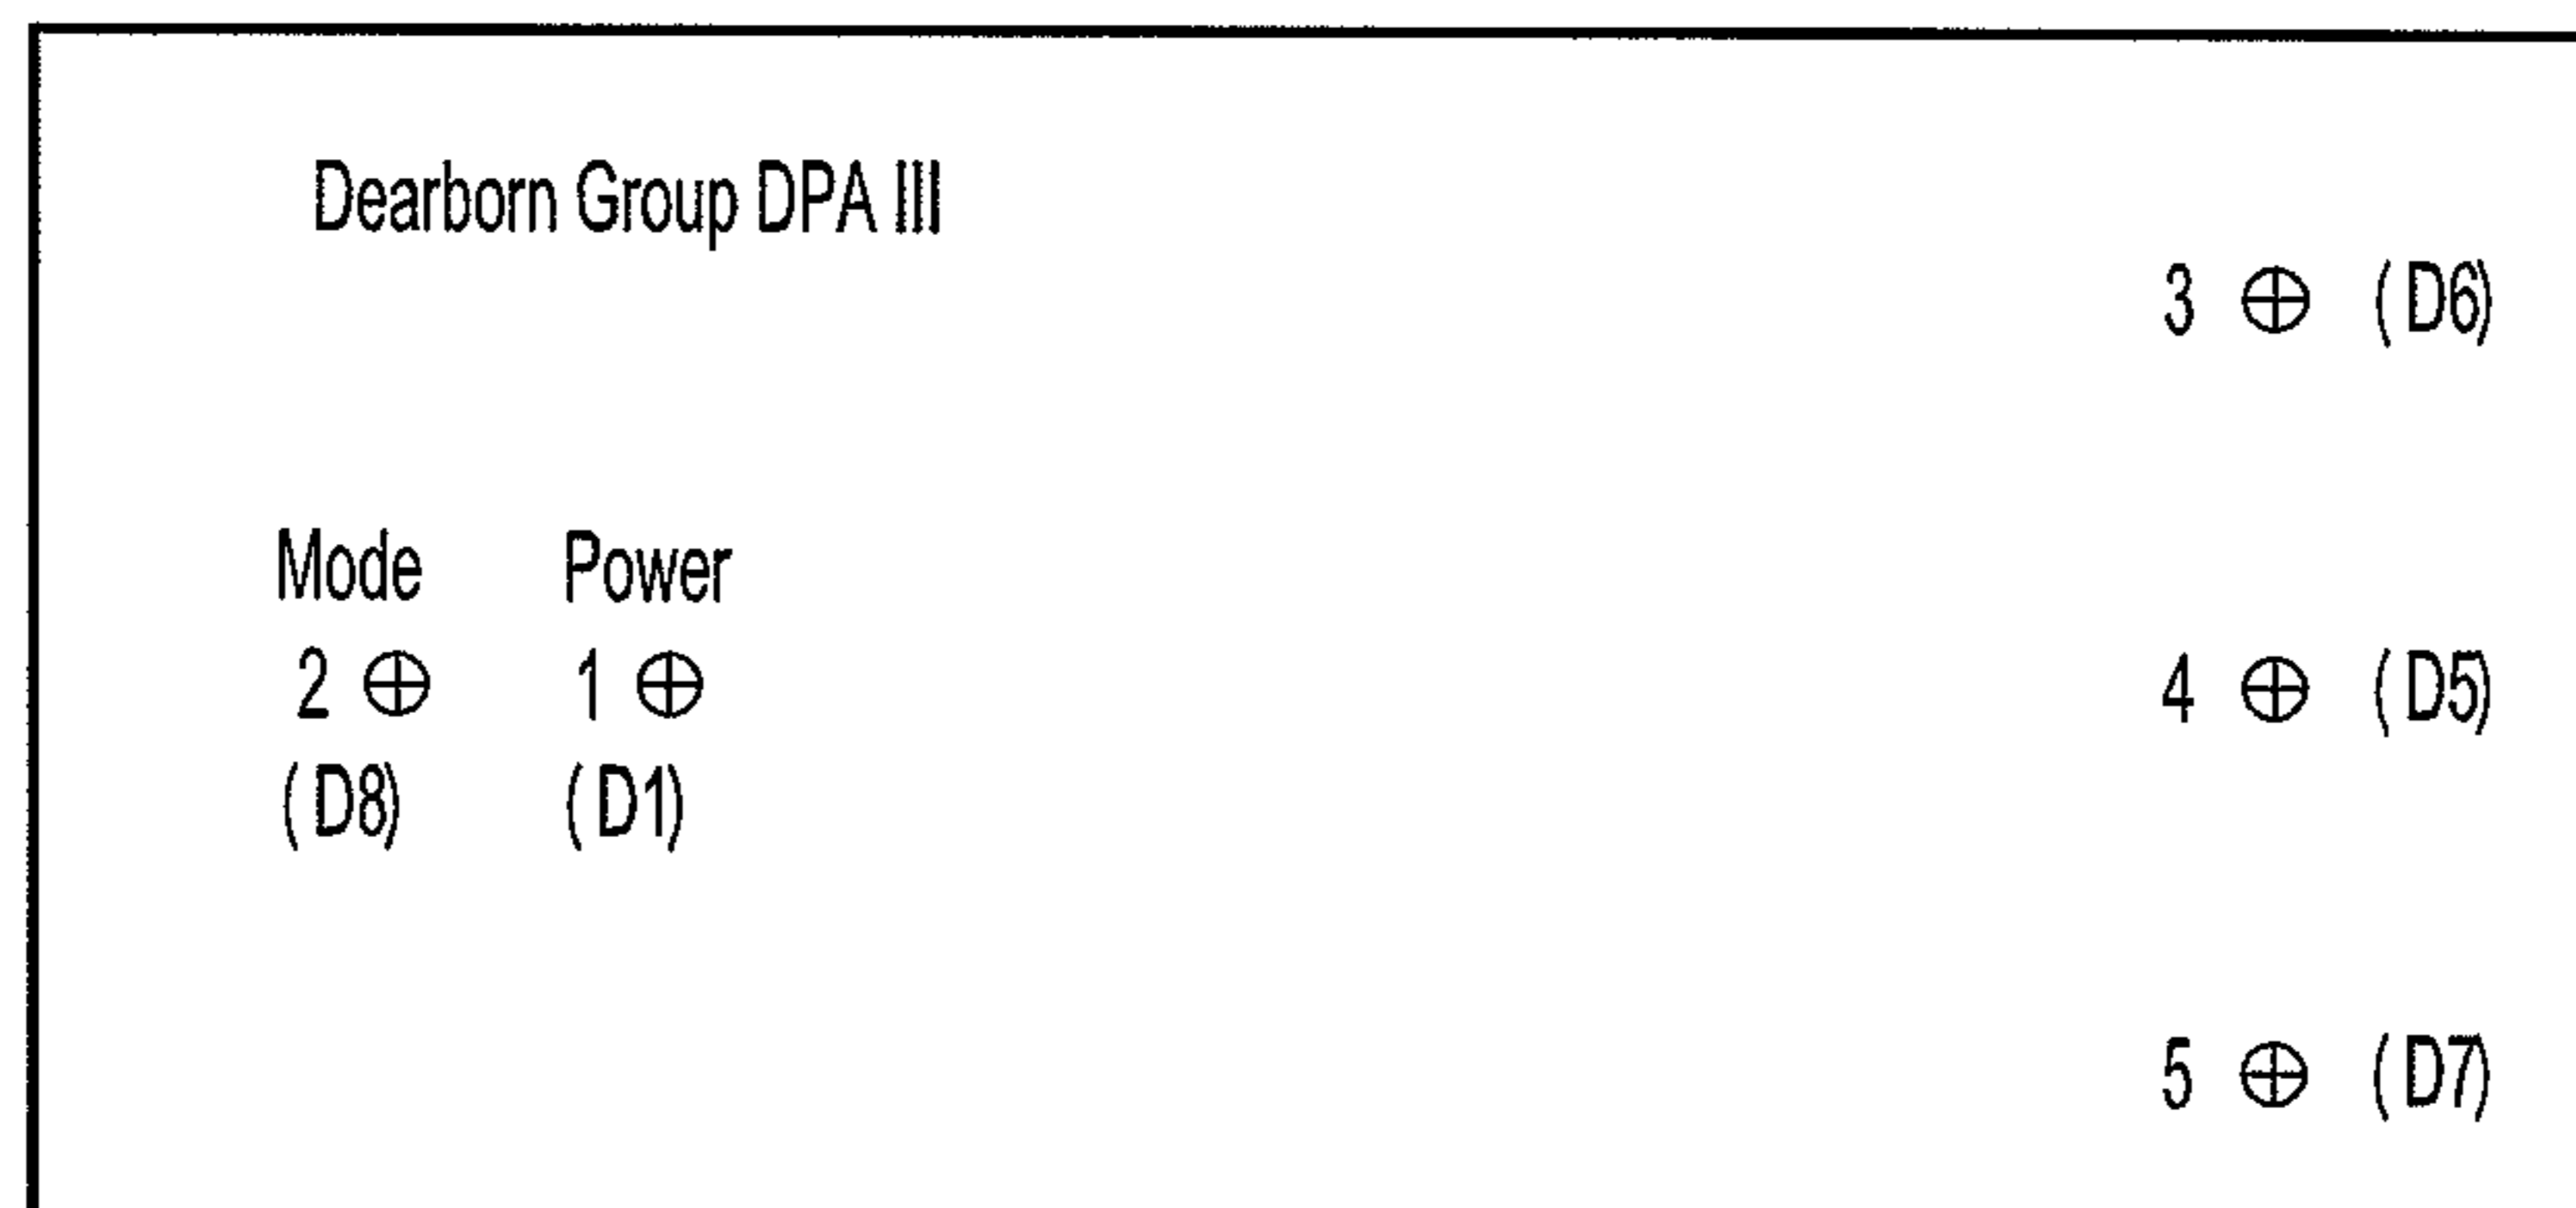 Dearborn Group DPA III
3 (D6)
Mode Power
2 1
4 (D5)
(D8) (D1)
5 (D7)